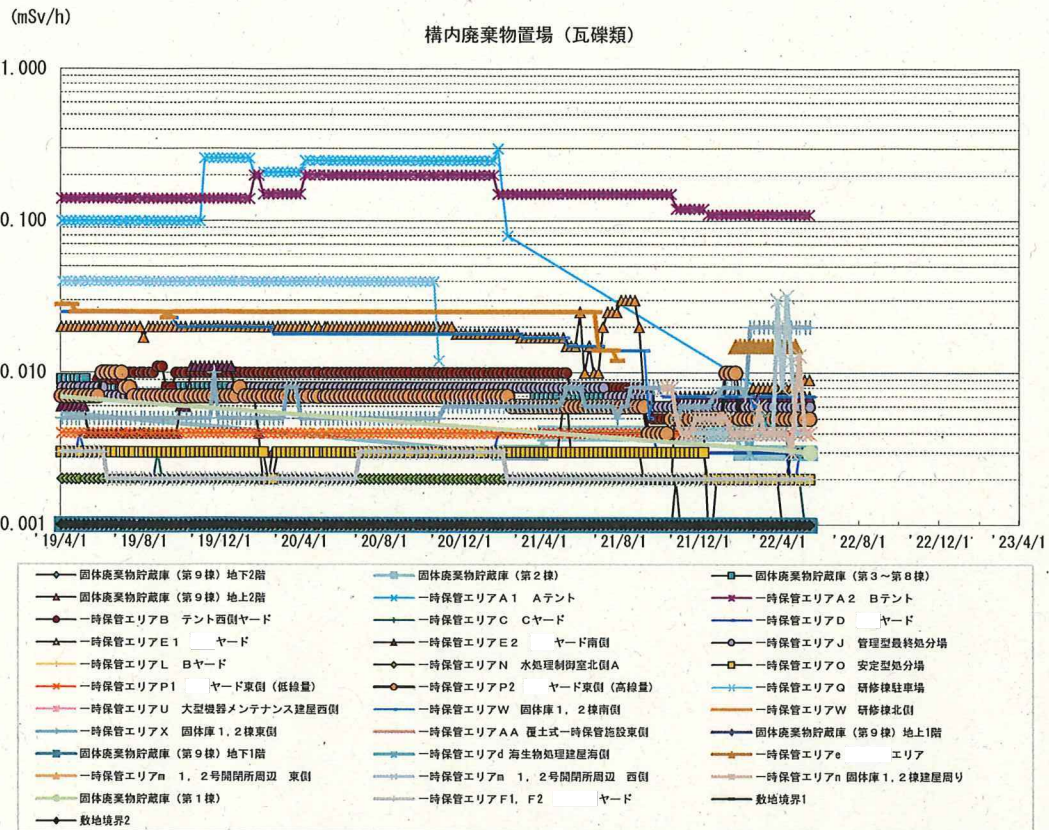 (mSv/h)
構内廃棄物置場（瓦礫類）
1.000
0.100
0.010
0.001
'19/4/1 '19/8/1 '19/12/1 '20/4/1 '20/8/1 '20/12/1 '21/4/1 '21/8/1 '21/12/1 '22/4/1 '22/8/1 '22/12/1 '23/4/1
固体廃棄物貯蔵庫（第９棟）地下2階 固体廃棄物貯蔵庫（第２棟） 固体廃棄物貯蔵庫（第３～第８棟）
固体廃棄物貯蔵庫（第９棟）地上2階 一時保管エリアＡ１　Ａテント 一時保管エリアＡ２　Ｂテント
一時保管エリアＢ　テント西側ヤード 一時保管エリアＣ　Ｃヤード 一時保管エリアＤ　ヤード
一時保管エリアＥ１　ヤード 一時保管エリアＥ２　ヤード南側 一時保管エリアＪ　管理型最終処分場
一時保管エリアＬ　Ｂヤード 一時保管エリアＮ　水処理制御室北側Ａ 一時保管エリアＯ　安定型処分場
一時保管エリアＰ１　ヤード東側（低線量） 一時保管エリアＰ２　ヤード東側（高線量） 一時保管エリアＱ　研修棟駐車場
一時保管エリアＵ　大型機器メンテナンス建屋西側 一時保管エリアＷ　固体庫１,２棟南側 一時保管エリアＷ　研修棟北側
一時保管エリアＸ　固体庫１,２棟東側 一時保管エリアＡＡ　覆土式一時保管施設東側 固体廃棄物貯蔵庫（第９棟）地上1階
固体廃棄物貯蔵庫（第９棟）地下1階 一時保管エリアｄ 海生物処理建屋海側 一時保管エリアｅ　エリア
一時保管エリアｍ　１，２号開閉所周辺　東側 一時保管エリアｍ　１，２号開閉所周辺　西側 一時保管エリアｎ 固体庫１,２棟建屋周り
固体廃棄物貯蔵庫（第１棟） 一時保管エリアＦ１，Ｆ２　ヤード 敷地境界1
敷地境界2